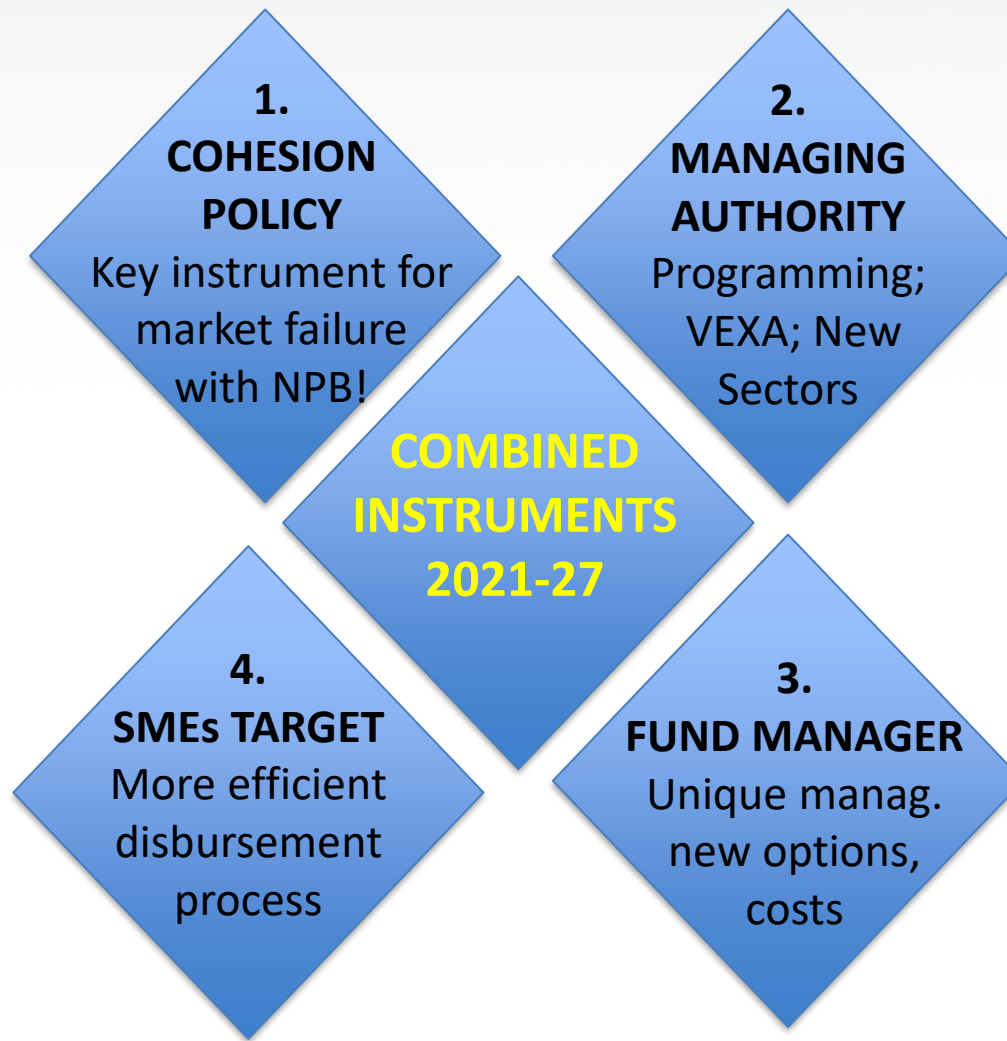 1.
COHESION
POLICY
Key instrument for
market failure
with NPB!
2.
MANAGING
AUTHORITY
Programming;
VEXA; New
Sectors
COMBINED
INSTRUMENTS
2021-27
4.
SMEs TARGET
More efficient
disbursement
process
3.
FUND MANAGER
Unique manag.
new options,
costs